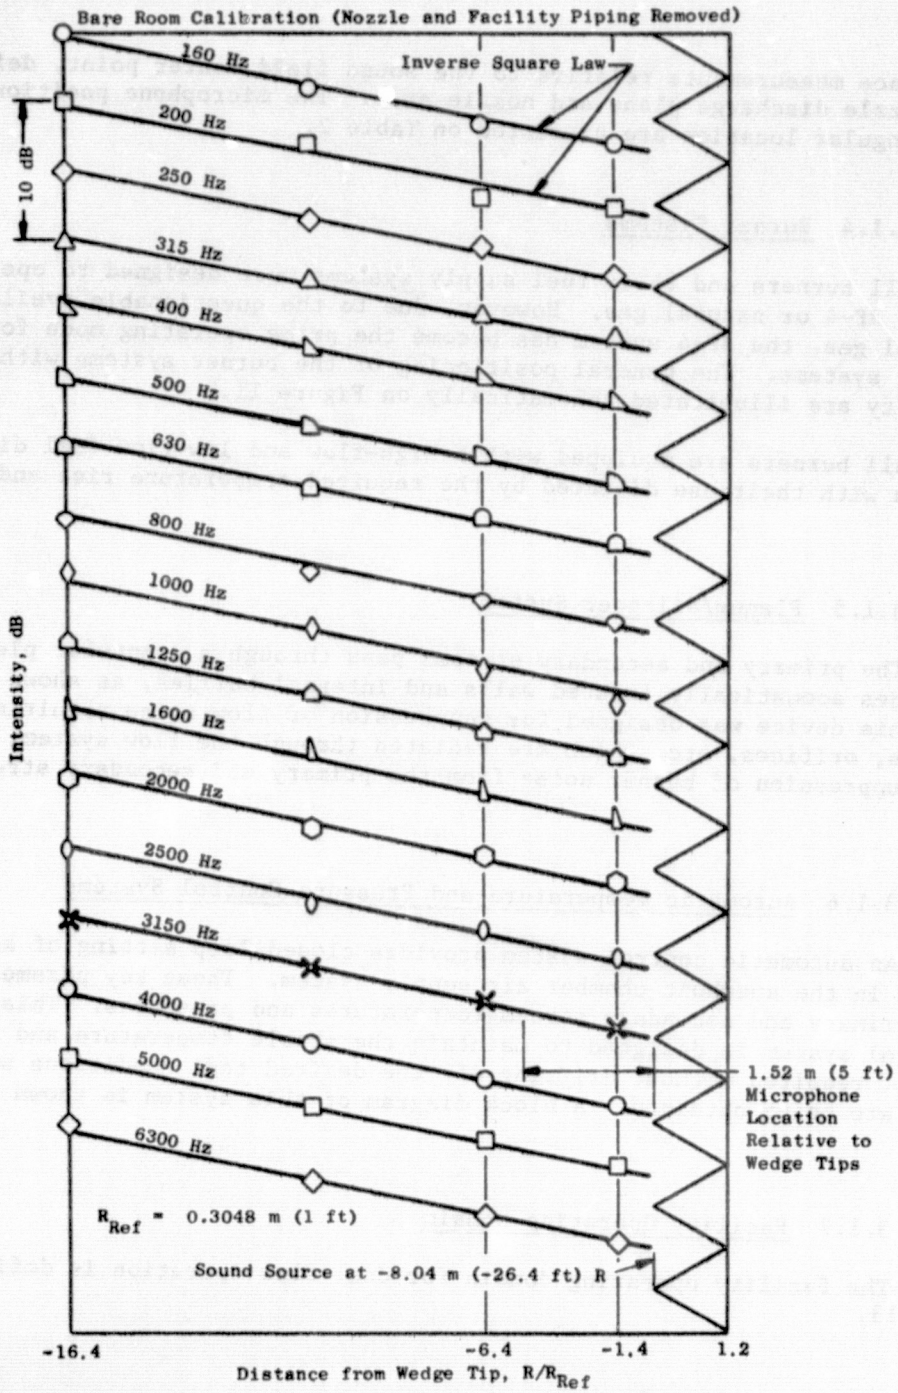 Bare Room Calibration (Nozzle and Facility Piping Removed)
160 Hz
Inverse Square Law
200 Hz
10 dB
250 Hz
315 Hz
400 Hz
500 Hz
630 Hz
800 Hz
1000 Hz
Intensity, dB
1250 Hz
1600 Hz
2000 Hz
2500 Hz
3150 Hz
4000 Hz
5000 Hz
6300 Hz
1.52 m (5 ft)
Microphone
Location
Relative to
Wedge Tips
R_Ref = 0.3048 m (1 ft)
Sound Source at -8.04 m (-26.4 ft) R
-16.4
-6.4
-1.4
1.2
Distance from Wedge Tip, R/R_Ref